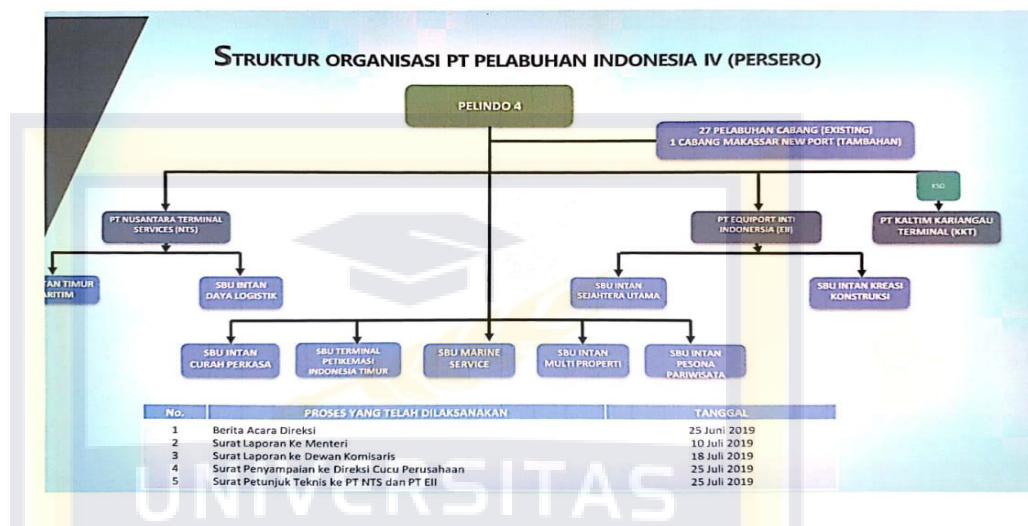 STRUKTUR ORGANISASI PT PELABUHAN INDONESIA IV (PERSERO)
PELINDO 4
27 PELABUHAN CABANG (EXISTING)
1 CABANG MAKASSAR NEW PORT (TAMBAHAN)
KSO
PT NUSANTARA TERMINAL
SERVICES (NTS)
PT EQUIPORT INTI
INDONERSIA (EII)
PT KALTIM KARIANGAU
TERMINAL (KKT)
TAN TIMUR
ARITIM
SBU INTAN
DAYA LOGISTIK
SBU INTAN
SEJAHTERA UTAMA
SBU INTAN KREASI
KONSTRUKSI
SBU INTAN
CURAH PERKASA
SBU TERMINAL
PETIKEMASI
INDONESIA TIMUR
SBU MARINE
SERVICE
SBU INTAN
MULTI PROPERTI
SBU INTAN
PESONA
PARIWISATA
No. PROSES YANG TELAH DILAKSANAKAN TANGGAL
1 Berita Acara Direksi 25 Juni 2019
2 Surat Laporan Ke Menteri 10 Juli 2019
3 Surat Laporan ke Dewan Komisaris 18 Juli 2019
4 Surat Penyampaian ke Direksi Cucu Perusahaan 25 Juli 2019
5 Surat Petunjuk Teknis ke PT NTS dan PT EII 25 Juli 2019
UNIVERSITAS